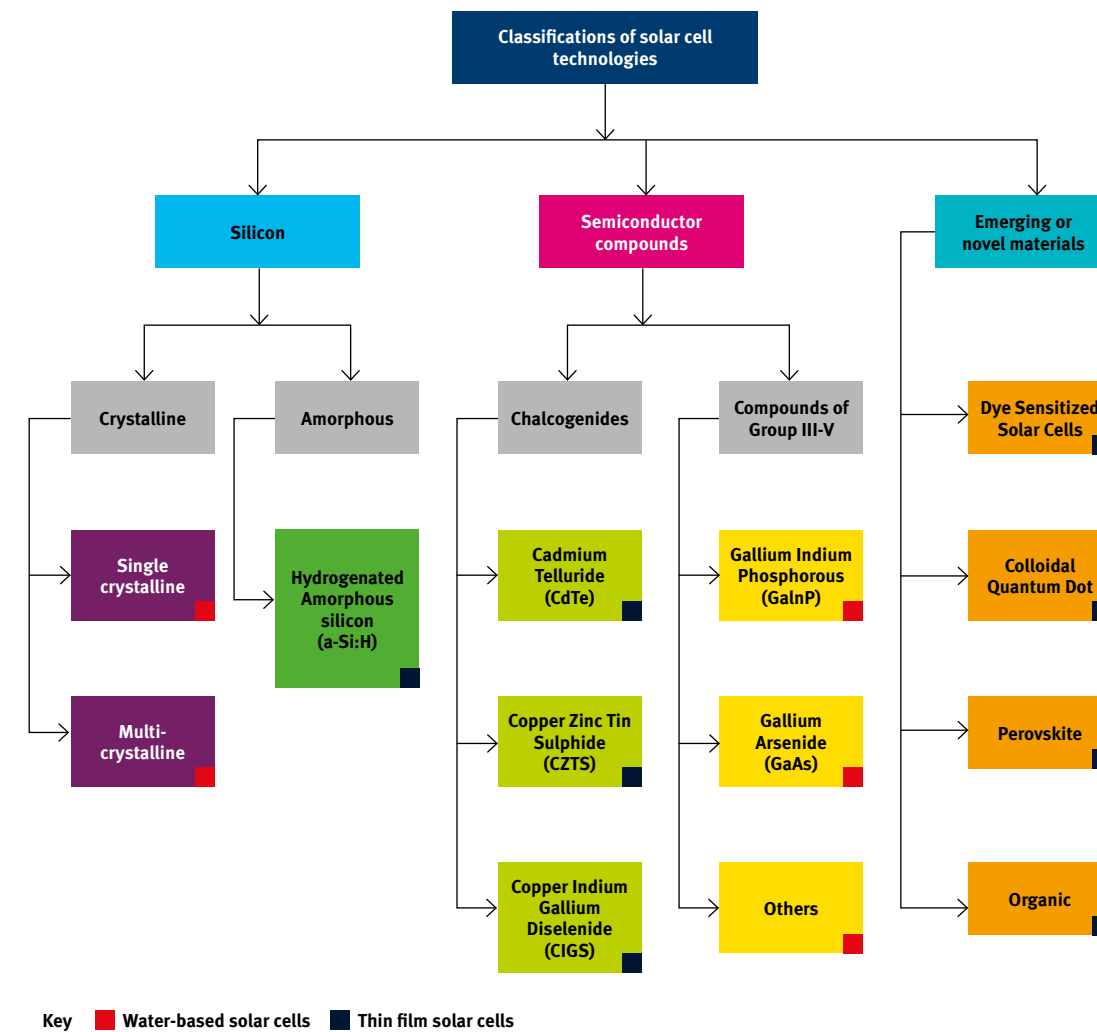 Classifications of solar cell
technologies
Silicon
Semiconductor
compounds
Emerging or
novel materials
Crystalline
Amorphous
Chalcogenides
Compounds of
Group III-V
Dye Sensitized
Solar Cells
Single
crystalline
Hydrogenated
Amorphous
silicon
(a-Si:H)
Cadmium
Telluride
(CdTe)
Gallium Indium
Phosphorous
(GaInP)
Colloidal
Quantum Dot
Multi-
crystalline
Copper Zinc Tin
Sulphide
(CZTS)
Gallium
Arsenide
(GaAs)
Perovskite
Copper Indium
Gallium
Diselenide
(CIGS)
Others
Organic
Key Water-based solar cells Thin film solar cells